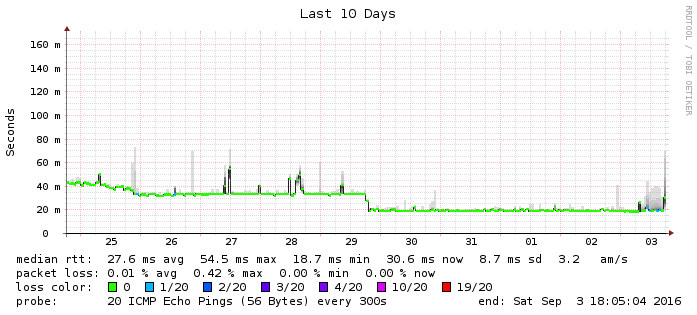 Last 10 Days
RRDTOOL / TOBI OETIKER
Seconds
160 m
140 m
120 m
100 m
80 m
60 m
40 m
20 m
0
25 26 27 28 29 30 31 01 02 03
median rtt: 27.6 ms avg 54.5 ms max 18.7 ms min 30.6 ms now 8.7 ms sd 3.2 am/s
packet loss: 0.01 % avg 0.42 % max 0.00 % min 0.00 % now
loss color: 0 1/20 2/20 3/20 4/20 10/20 19/20
probe: 20 ICMP Echo Pings (56 Bytes) every 300s end: Sat Sep 3 18:05:04 2016